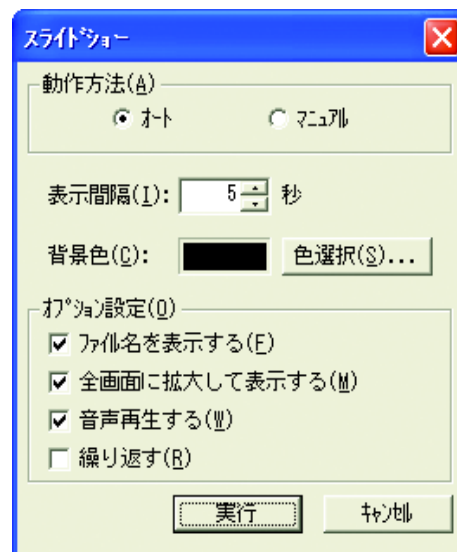 スライドショー
動作方法(A)
オート マニュアル
表示間隔(I): 5 秒
背景色(C): 色選択(S)...
オプション設定(O)
ファイル名を表示する(F)
全画面に拡大して表示する(M)
音声再生する(W)
繰り返す(R)
実行 キャンセル